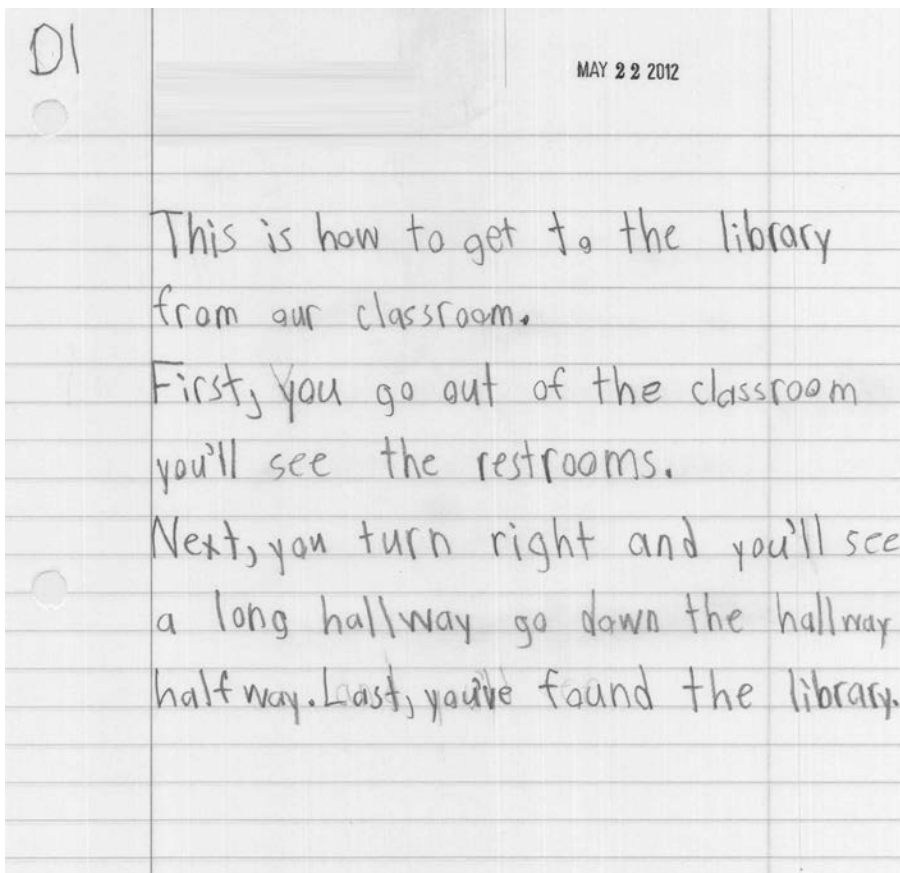 D1
MAY 22 2012
This is how to get to the library
from our classroom.
First, you go out of the classroom
you'll see the restrooms.
Next, you turn right and you'll see
a long hallway go down the hallway
halfway. Last, you've found the library.